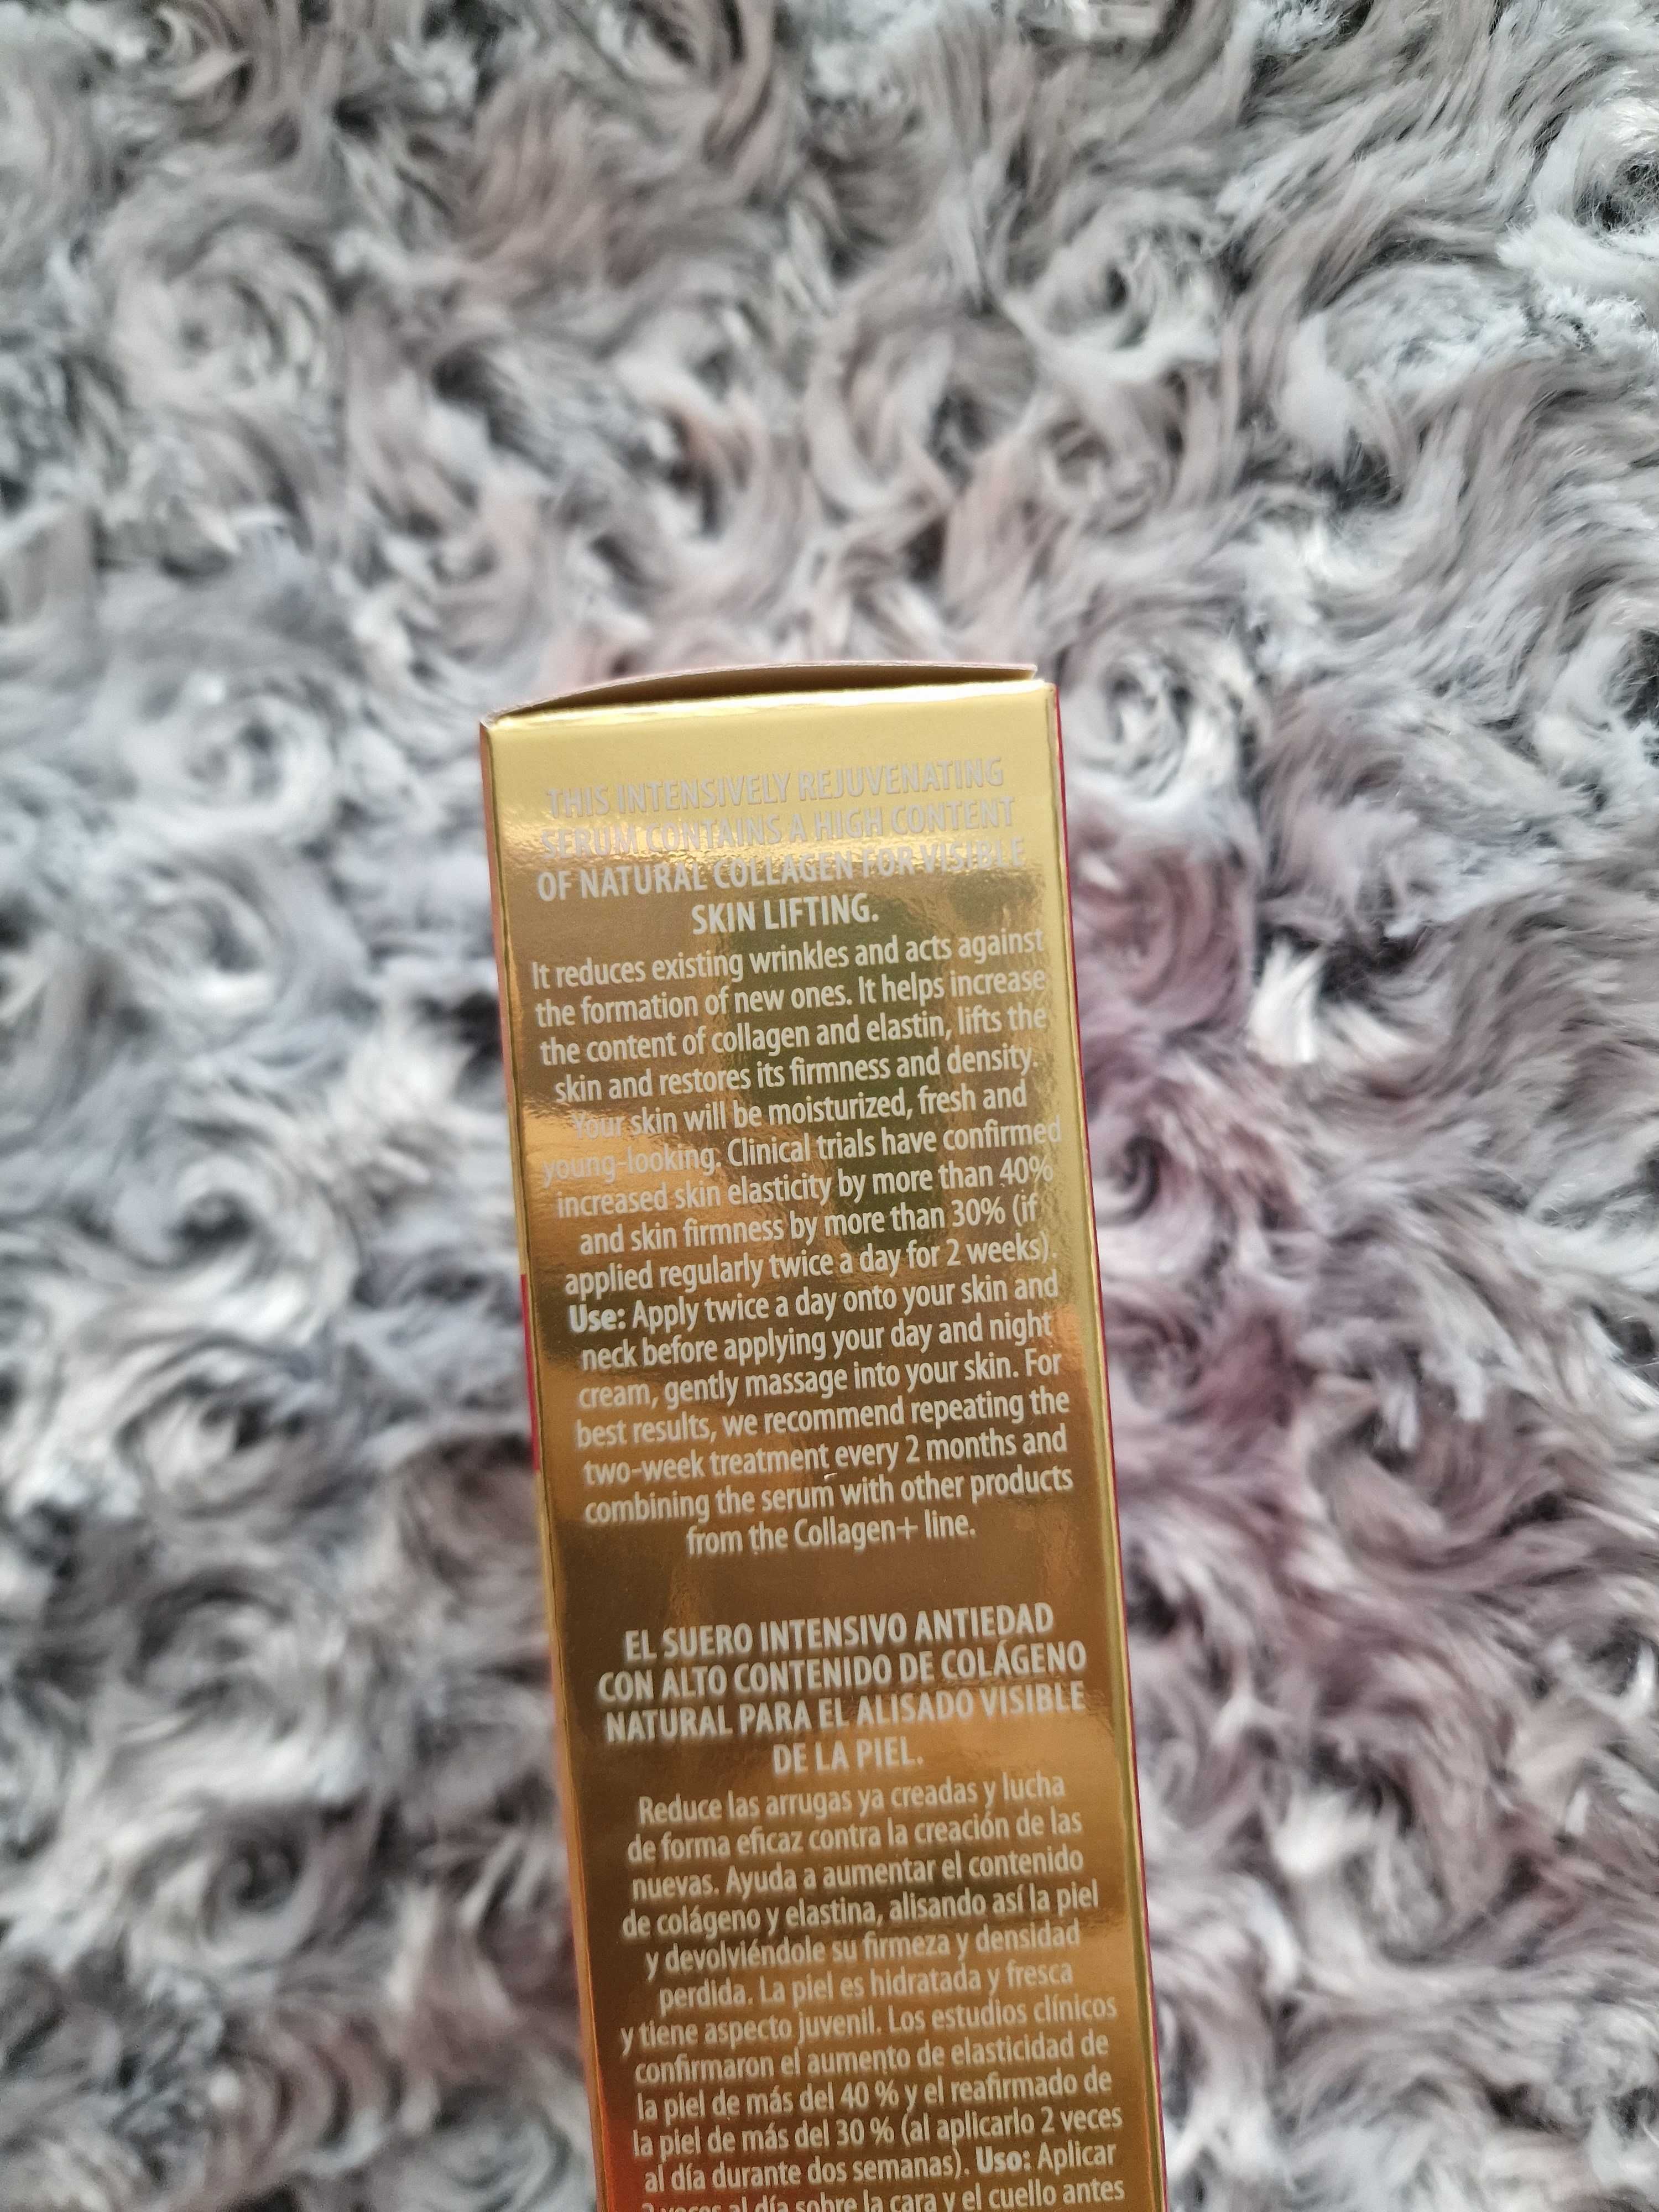 THIS INTENSIVELY REJUVENATING
SERUM CONTAINS A HIGH CONTENT
OF NATURAL COLLAGEN FOR VISIBLE
SKIN LIFTING.
It reduces existing wrinkles and acts against
the formation of new ones. It helps increase
the content of collagen and elastin, lifts the
skin and restores its firmness and density.
Your skin will be moisturized, fresh and
young-looking. Clinical trials have confirmed
increased skin elasticity by more than 40%
and skin firmness by more than 30% (if
applied regularly twice a day for 2 weeks).
Use: Apply twice a day onto your skin and
neck before applying your day and night
cream, gently massage into your skin. For
best results, we recommend repeating the
two-week treatment every 2 months and
combining the serum with other products
from the Collagen+ line.
EL SUERO INTENSIVO ANTIEDAD
CON ALTO CONTENIDO DE COLÁGENO
NATURAL PARA EL ALISADO VISIBLE
DE LA PIEL.
Reduce las arrugas ya creadas y lucha
de forma eficaz contra la creación de las
nuevas. Ayuda a aumentar el contenido
de colágeno y elastina, alisando así la piel
y devolviéndole su firmeza y densidad
perdida. La piel es hidratada y fresca
y tiene aspecto juvenil. Los estudios clínicos
confirmaron el aumento de elasticidad de
la piel de más del 40 % y el reafirmado de
la piel de más del 30 % (al aplicarlo 2 veces
al día durante dos semanas). Uso: Aplicar
2 veces al día sobre la cara y el cuello antes